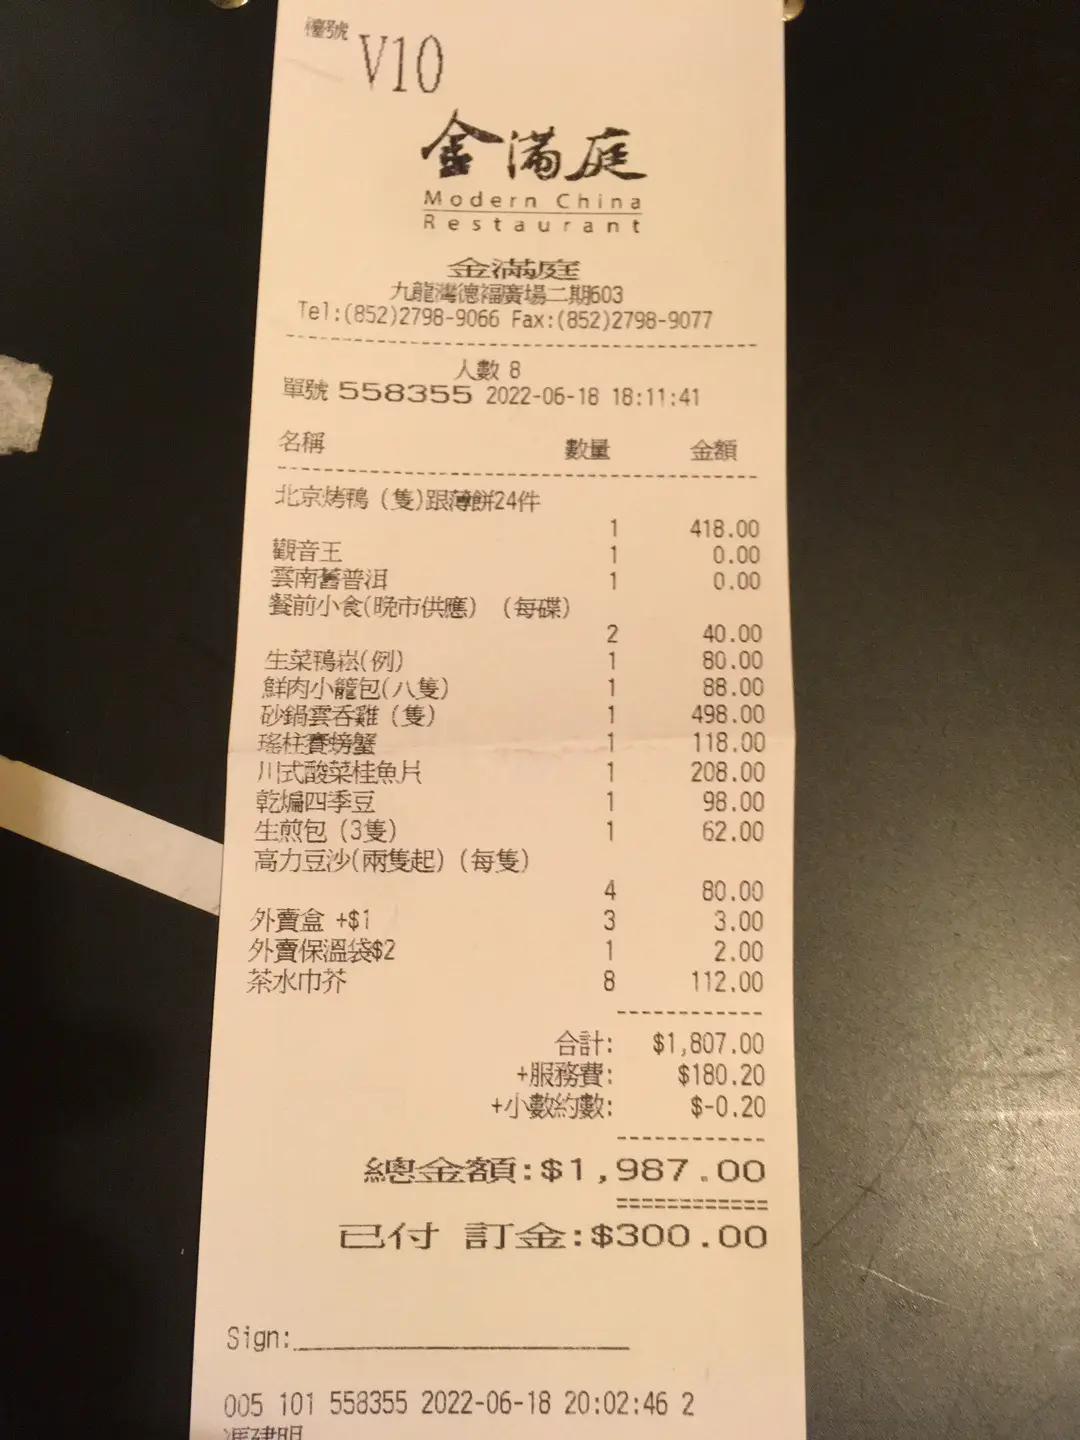 檯號 V10
金滿庭
Modern China
Restaurant
金滿庭
九龍灣德福廣場二期603
Tel:(852)2798-9066 Fax:(852)2798-9077
人數 8
單號 558355 2022-06-18 18:11:41
名稱 數量 金額
北京烤鴨 (隻)跟薄餅24件
1 418.00
觀音王 1 0.00
雲南舊普洱 1 0.00
餐前小食(晚市供應) (每碟)
2 40.00
生菜鴨崧(例) 1 80.00
鮮肉小籠包(八隻) 1 88.00
砂鍋雲吞雞 (隻) 1 498.00
瑤柱賽螃蟹 1 118.00
川式酸菜桂魚片 1 208.00
乾煸四季豆 1 98.00
生煎包 (3隻) 1 62.00
高力豆沙(兩隻起) (每隻)
4 80.00
外賣盒 +$1 3 3.00
外賣保溫袋$2 1 2.00
茶水巾芥 8 112.00
合計: $1,807.00
+服務費: $180.20
+小數約數: $-0.20
總金額:$1,987.00
已付 訂金:$300.00
Sign:
005 101 558355 2022-06-18 20:02:46 2
馮建明